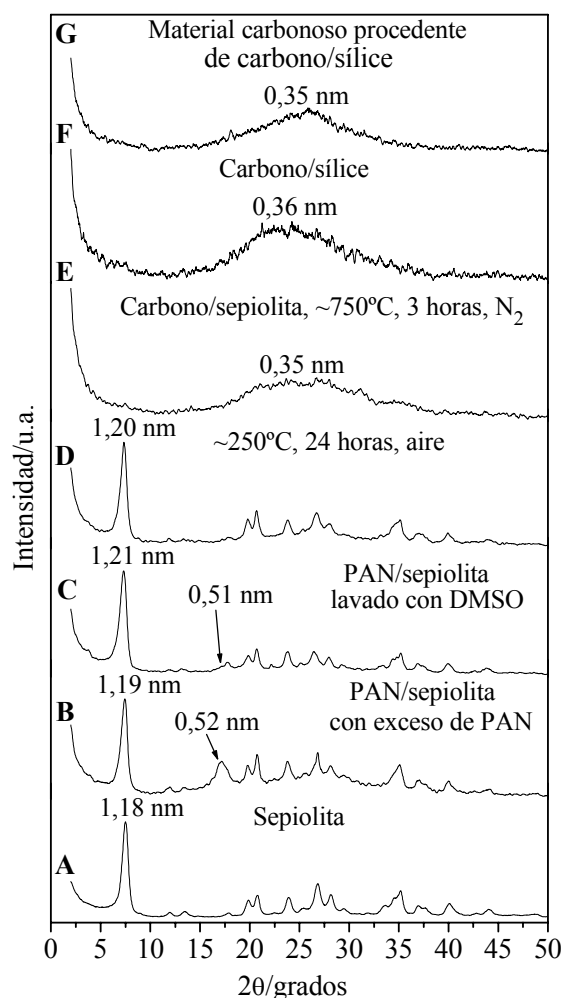 G
Material carbonoso procedente
de carbono/sílice
0,35 nm
F
Carbono/sílice
0,36 nm
E
Carbono/sepiolita, ~750ºC, 3 horas, N2
0,35 nm
1,20 nm
~250ºC, 24 horas, aire
D
1,21 nm
PAN/sepiolita
lavado con DMSO
C
0,51 nm
1,19 nm
PAN/sepiolita
con exceso de PAN
B
0,52 nm
1,18 nm
Sepiolita
A
Intensidad/u.a.
0 5 10 15 20 25 30 35 40 45 50
2θ/grados